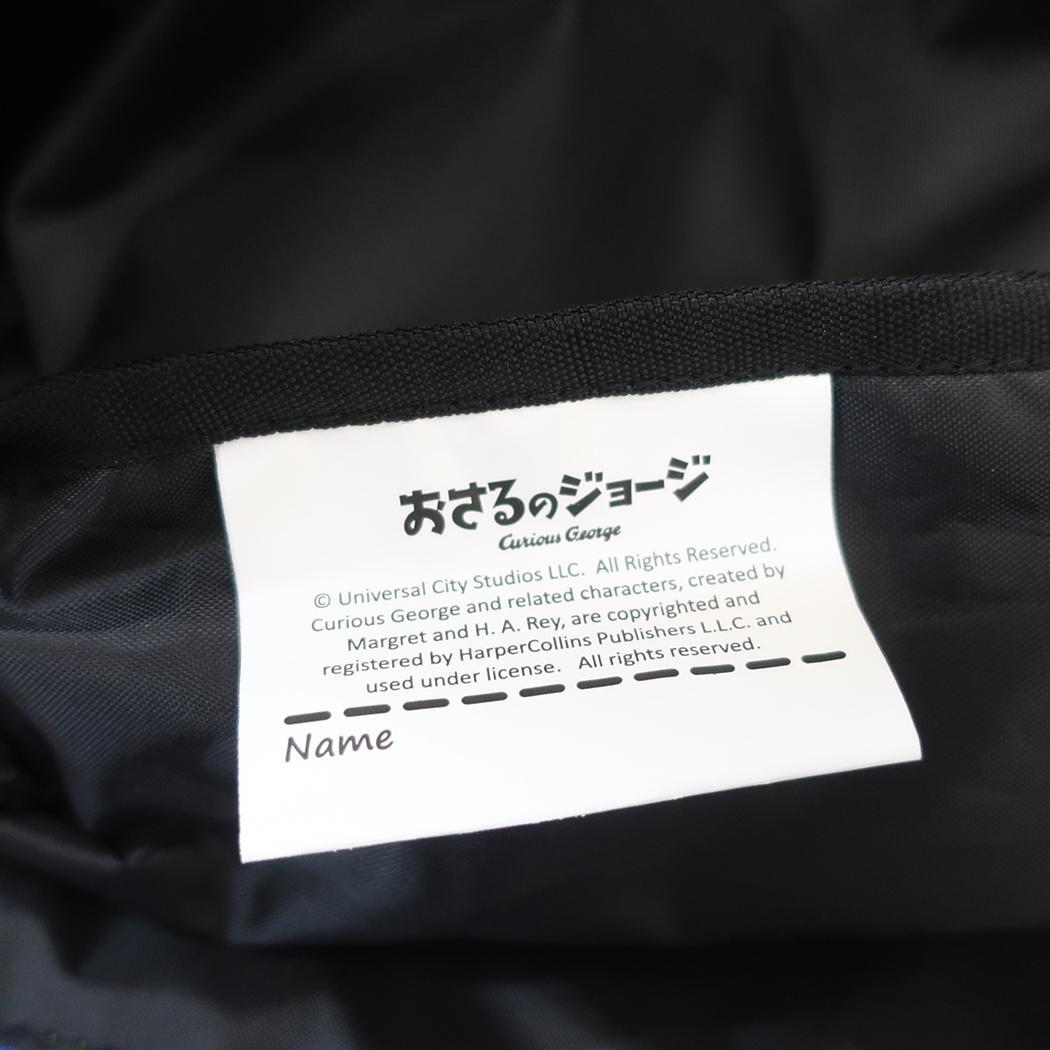 おさるのジョージ
Curious George
© Universal City Studios LLC. All Rights Reserved.
Curious George and related characters, created by
Margret and H. A. Rey, are copyrighted and
registered by HarperCollins Publishers L.L.C. and
used under license. All rights reserved.
Name